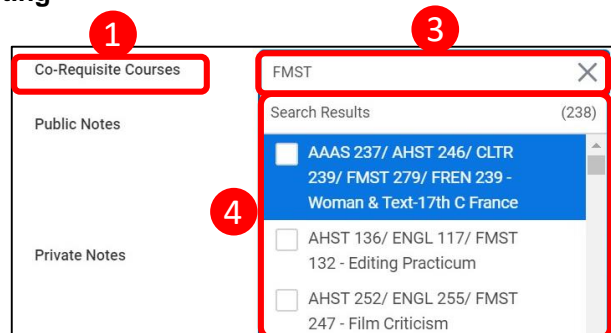 1
3
Co-Requisite Courses
FMST
Search Results (238)
Public Notes
AAAS 237/ AHST 246/ CLTR
239/ FMST 279/ FREN 239 -
Woman & Text-17th C France
4
AHST 136/ ENGL 117/ FMST
132 - Editing Practicum
Private Notes
AHST 252/ ENGL 255/ FMST
247 - Film Criticism